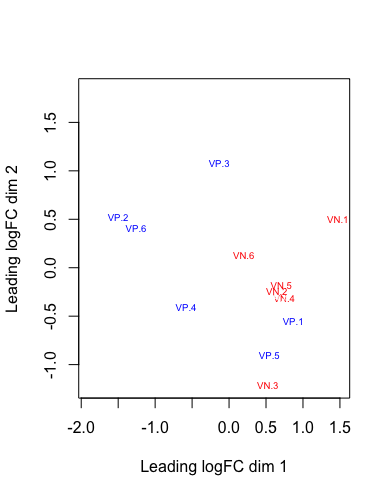 1.5
1.0
0.5
0.0
-0.5
-1.0
Leading logFC dim 2
VP.3
VP.2
VN.1
VP.6
VN.6
VN.5
VN.2
VN.4
VP.4
VP.1
VP.5
VN.3
-2.0 -1.0 0.0 0.5 1.0 1.5
Leading logFC dim 1